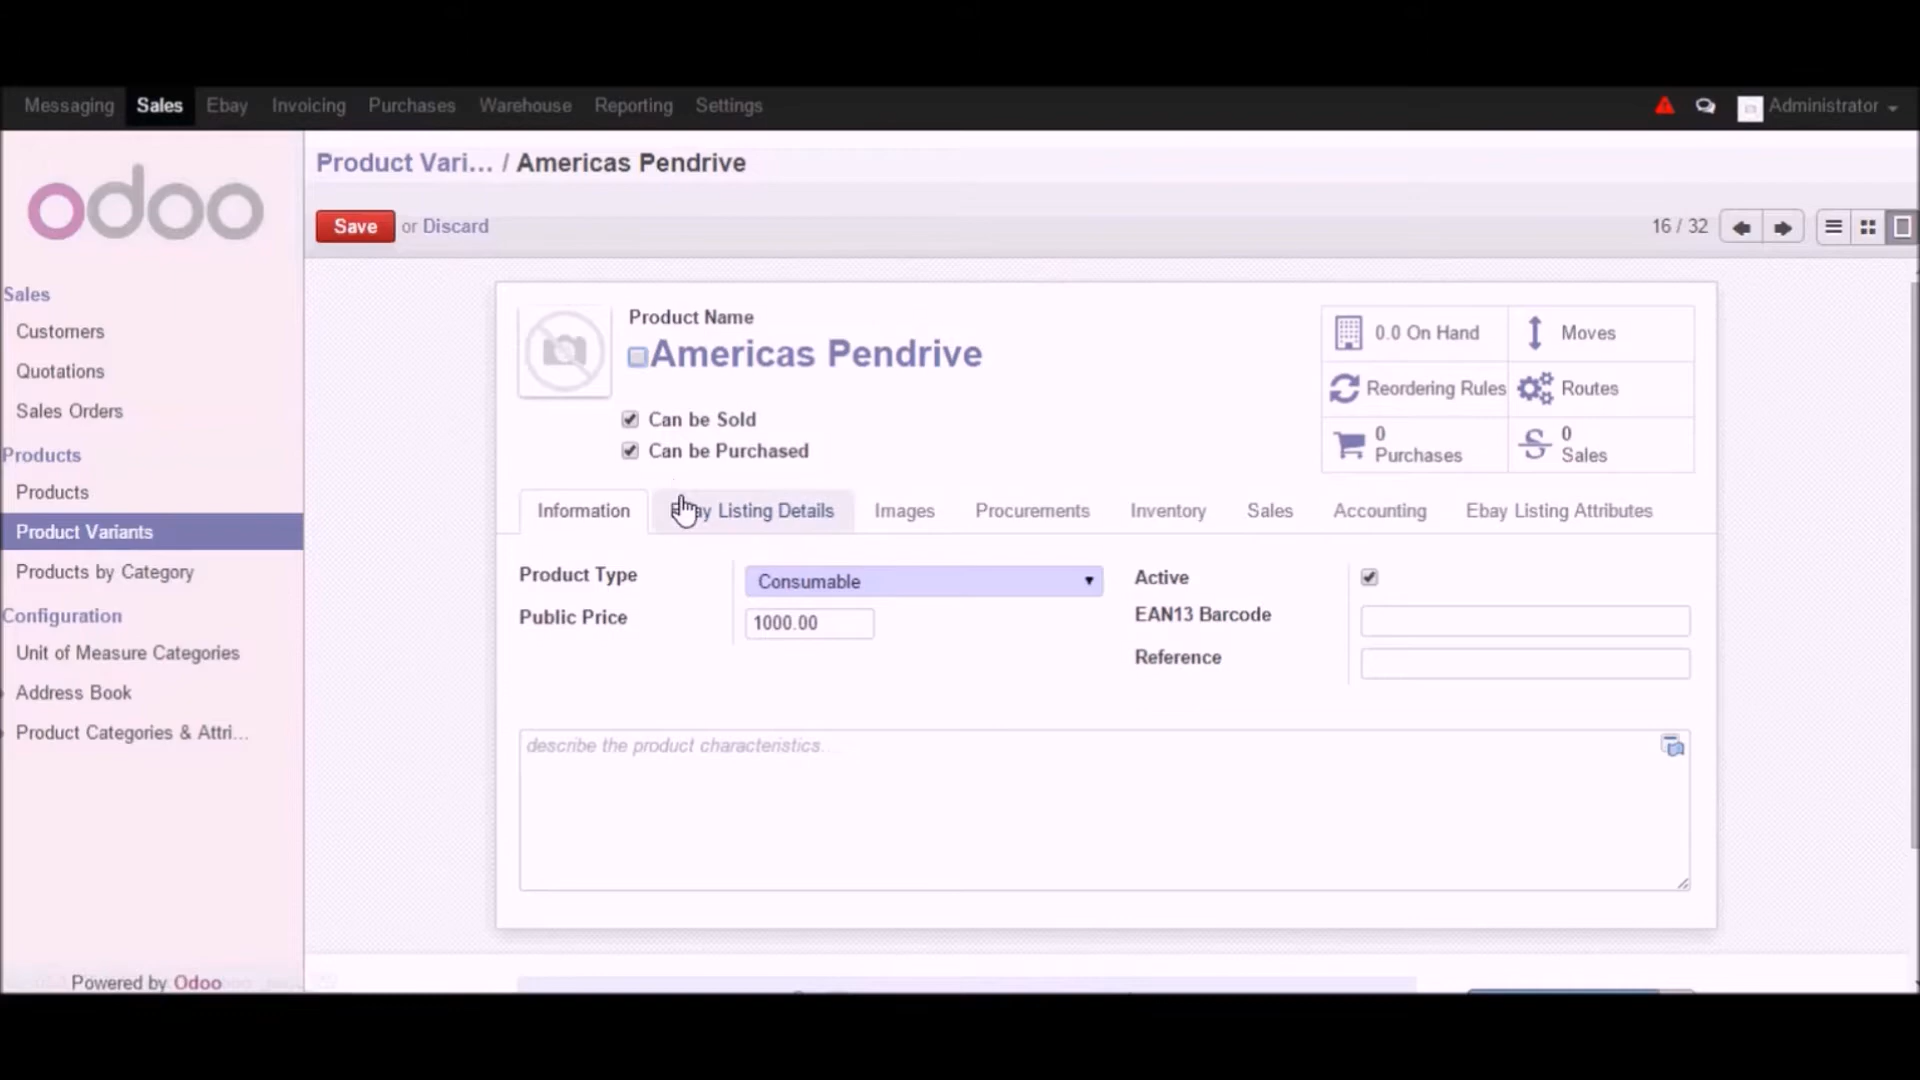 Messaging Sales Ebay Invoicing Purchases Warehouse Reporting Settings Administrator
odoo
Product Vari... / Americas Pendrive
Save or Discard 16 / 32
Sales
Customers
Quotations
Sales Orders
Products
Products
Product Variants
Products by Category
Configuration
Unit of Measure Categories
Address Book
Product Categories & Attri...
Powered by Odoo
Product Name
Americas Pendrive
Can be Sold
Can be Purchased
0.0 On Hand Moves
Reordering Rules Routes
0 Purchases 0 Sales
Information Listing Details Images Procurements Inventory Sales Accounting Ebay Listing Attributes
Product Type Consumable
Public Price 1000.00
Active
EAN13 Barcode
Reference
describe the product characteristics..